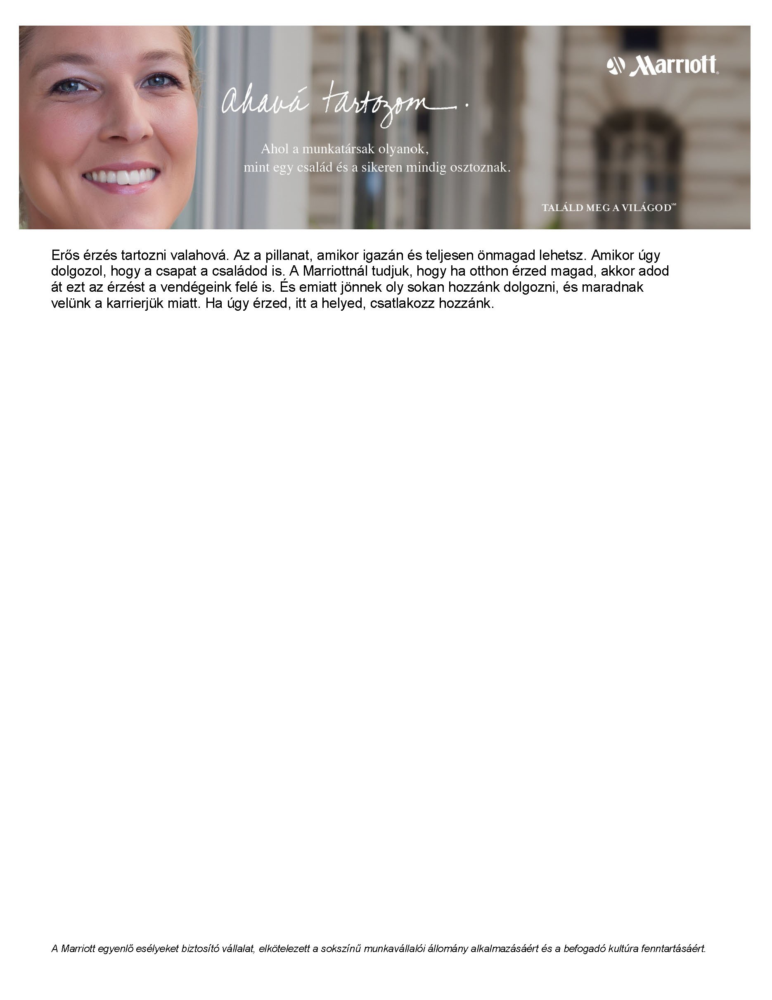 Marriott
ahavá tartozom.
Ahol a munkatársak olyanok,
mint egy család és a sikeren mindig osztoznak.
TALÁLD MEG A VILÁGOD℠
Erős érzés tartozni valahová. Az a pillanat, amikor igazán és teljesen önmagad lehetsz. Amikor úgy
dolgozol, hogy a csapat a családod is. A Marriottnál tudjuk, hogy ha otthon érzed magad, akkor adod
át ezt az érzést a vendégeink felé is. És emiatt jönnek oly sokan hozzánk dolgozni, és maradnak
velünk a karrierjük miatt. Ha úgy érzed, itt a helyed, csatlakozz hozzánk.
A Marriott egyenlő esélyeket biztosító vállalat, elkötelezett a sokszínű munkavállalói állomány alkalmazásáért és a befogadó kultúra fenntartásáért.